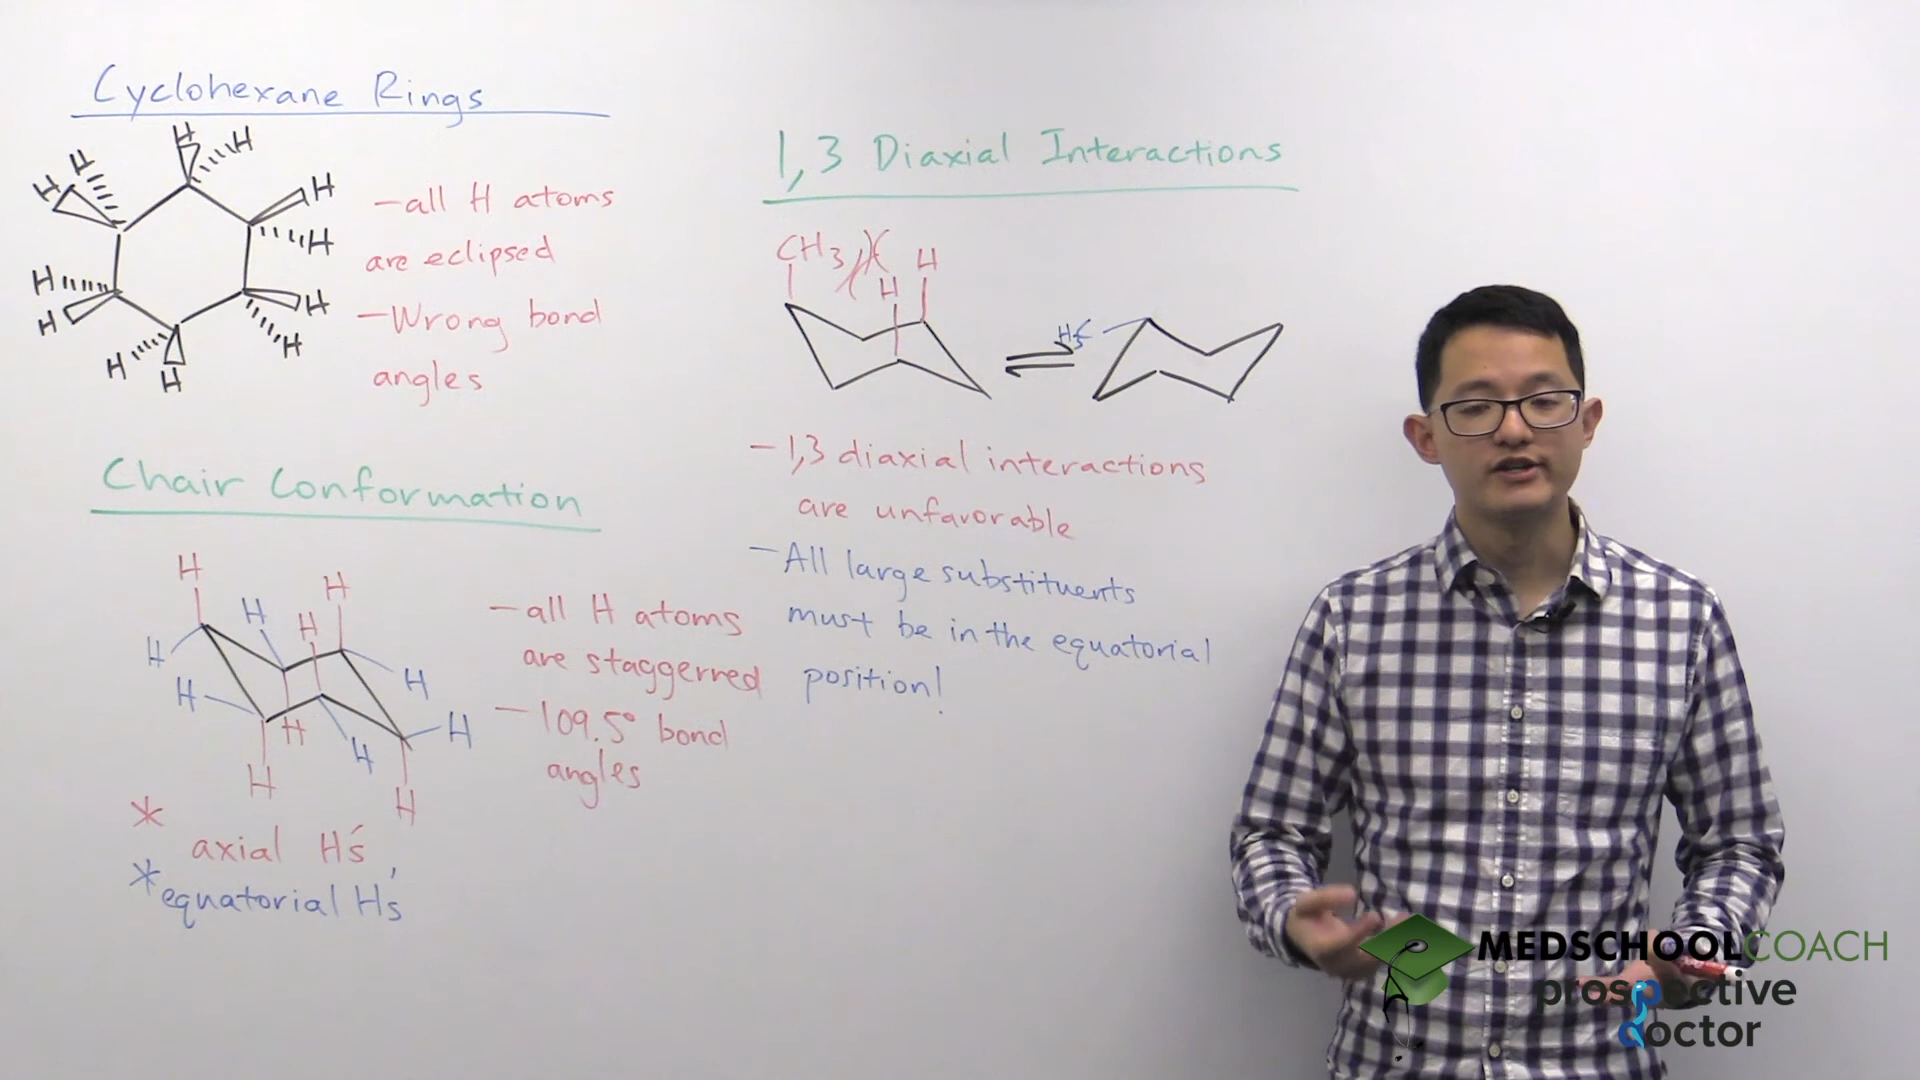 Cyclohexane Rings
H H
H
H
H
H
H
H
H
H
H
H
H
- all H atoms
are eclipsed
- Wrong bond
angles
Chair Conformation
H
H
H
H
H
H
H
H
H
H
H
H
- all H atoms
are staggerred
- 109.5° bond
angles
* axial H's
* equatorial H's
1,3 Diaxial Interactions
CH3
H
H
H3C
- 1,3 diaxial interactions
are unfavorable
- All large substituents
must be in the equatorial
position!
MEDSCHOOLCOACH
prospective
doctor